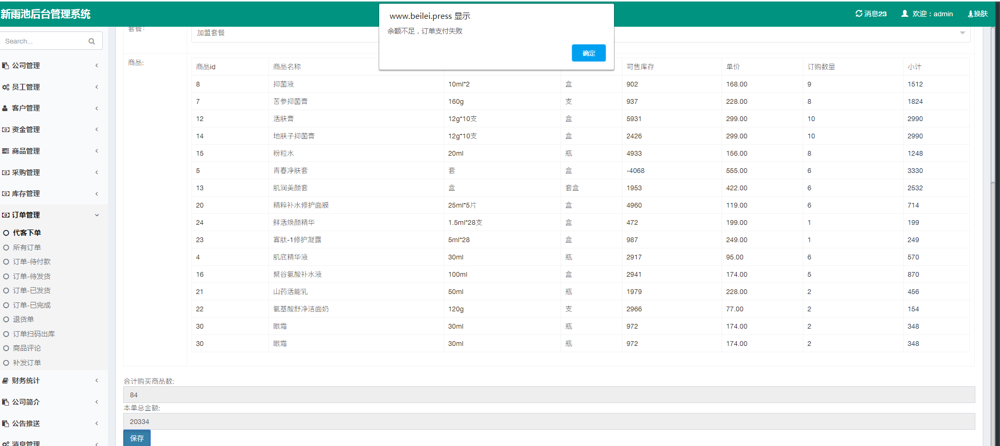 新雨池后台管理系统
消息23
欢迎：admin
换肤
www.beilei.press 显示
余额不足，订单支付失败
确定
Search...
公司管理
员工管理
客户管理
资金管理
商品管理
采购管理
库存管理
订单管理
代客下单
所有订单
订单-待付款
订单-待发货
订单-已发货
订单-已完成
退货单
订单扫码出库
商品评论
补发订单
财务统计
公司简介
公告推送
消息管理
套餐:
加盟套餐
商品:
商品id 商品名称 可售库存 单价 订购数量 小计
8 抑菌液 10ml*2 盒 902 168.00 9 1512
7 苦参抑菌膏 160g 支 937 228.00 8 1824
12 活肤膏 12g*10支 盒 5931 299.00 10 2990
14 地肤子抑菌膏 12g*10支 盒 2426 299.00 10 2990
15 粉粒水 20ml 瓶 4933 156.00 8 1248
5 青春净肤套 套 盒 -4068 555.00 6 3330
13 肌润美颜套 盒 套盒 1953 422.00 6 2532
20 精粹补水修护面膜 25ml*5片 盒 4960 119.00 6 714
24 鲜活焕颜精华 1.5ml*28支 盒 472 199.00 1 199
23 寡肽-1修护凝露 5ml*28 盒 987 249.00 1 249
4 肌底精华液 30ml 瓶 2917 95.00 6 570
16 聚谷氨酸补水液 100ml 盒 2941 174.00 5 870
21 山药活能乳 50ml 瓶 1979 228.00 2 456
22 氨基酸舒净洁面奶 120g 支 2966 77.00 2 154
30 眼霜 30ml 瓶 972 174.00 2 348
30 眼霜 30ml 瓶 972 174.00 2 348
合计购买商品数:
84
本单总金额:
20334
保存